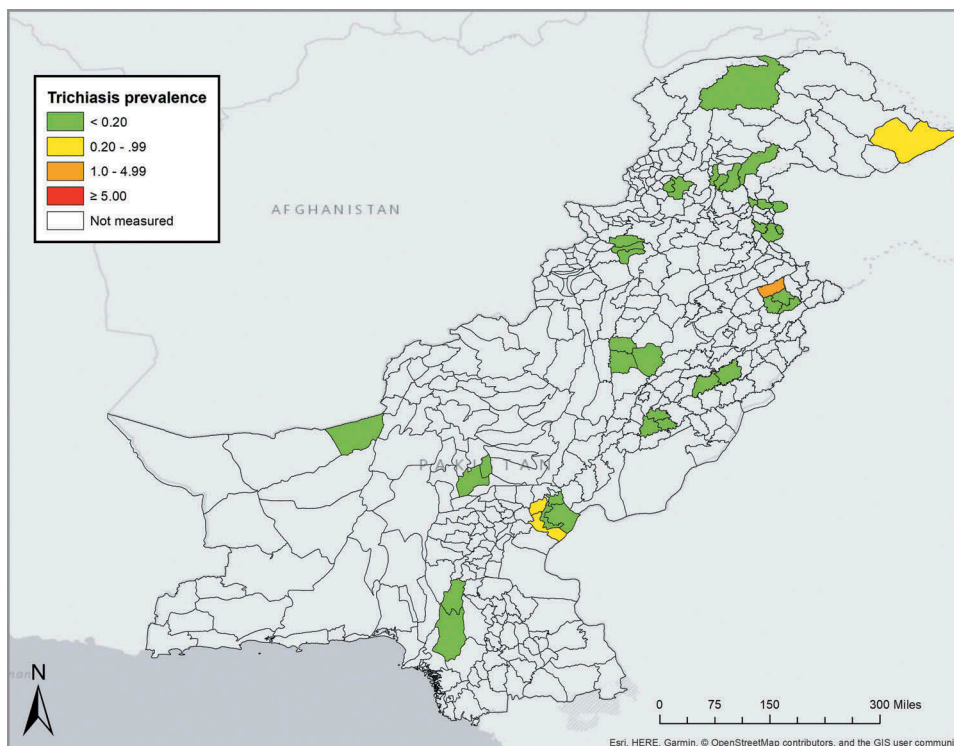 Trichiasis prevalence
< 0.20
0.20 - .99
1.0 - 4.99
≥ 5.00
Not measured
AFGHANISTAN
PAKISTAN
N
0 75 150 300 Miles
Esri, HERE, Garmin, © OpenStreetMap contributors, and the GIS user communi